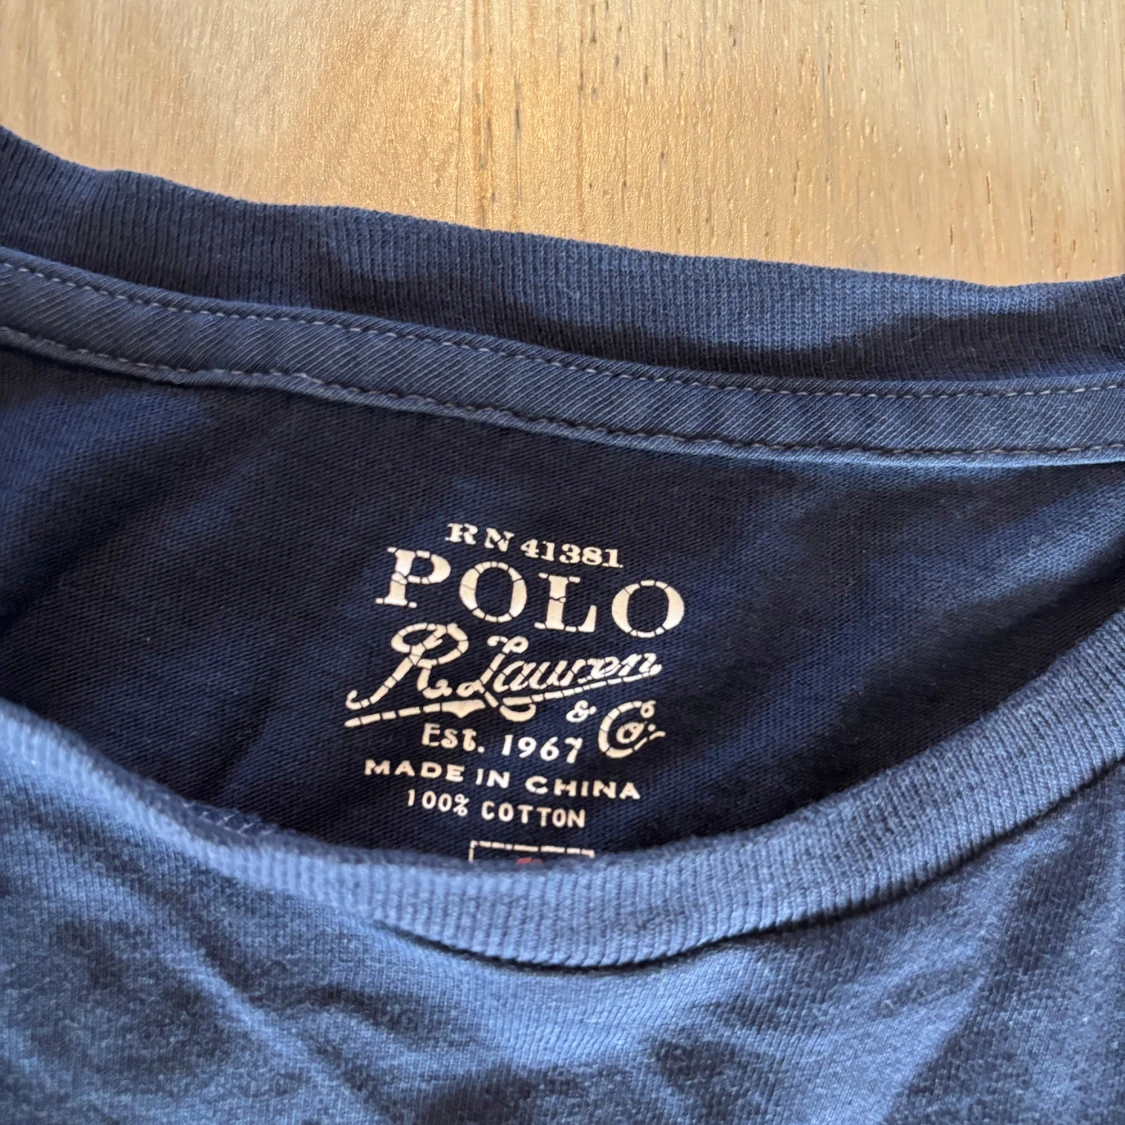 RN 41381
POLO
R. Lauren
& Co.
Est. 1967
MADE IN CHINA
100% COTTON